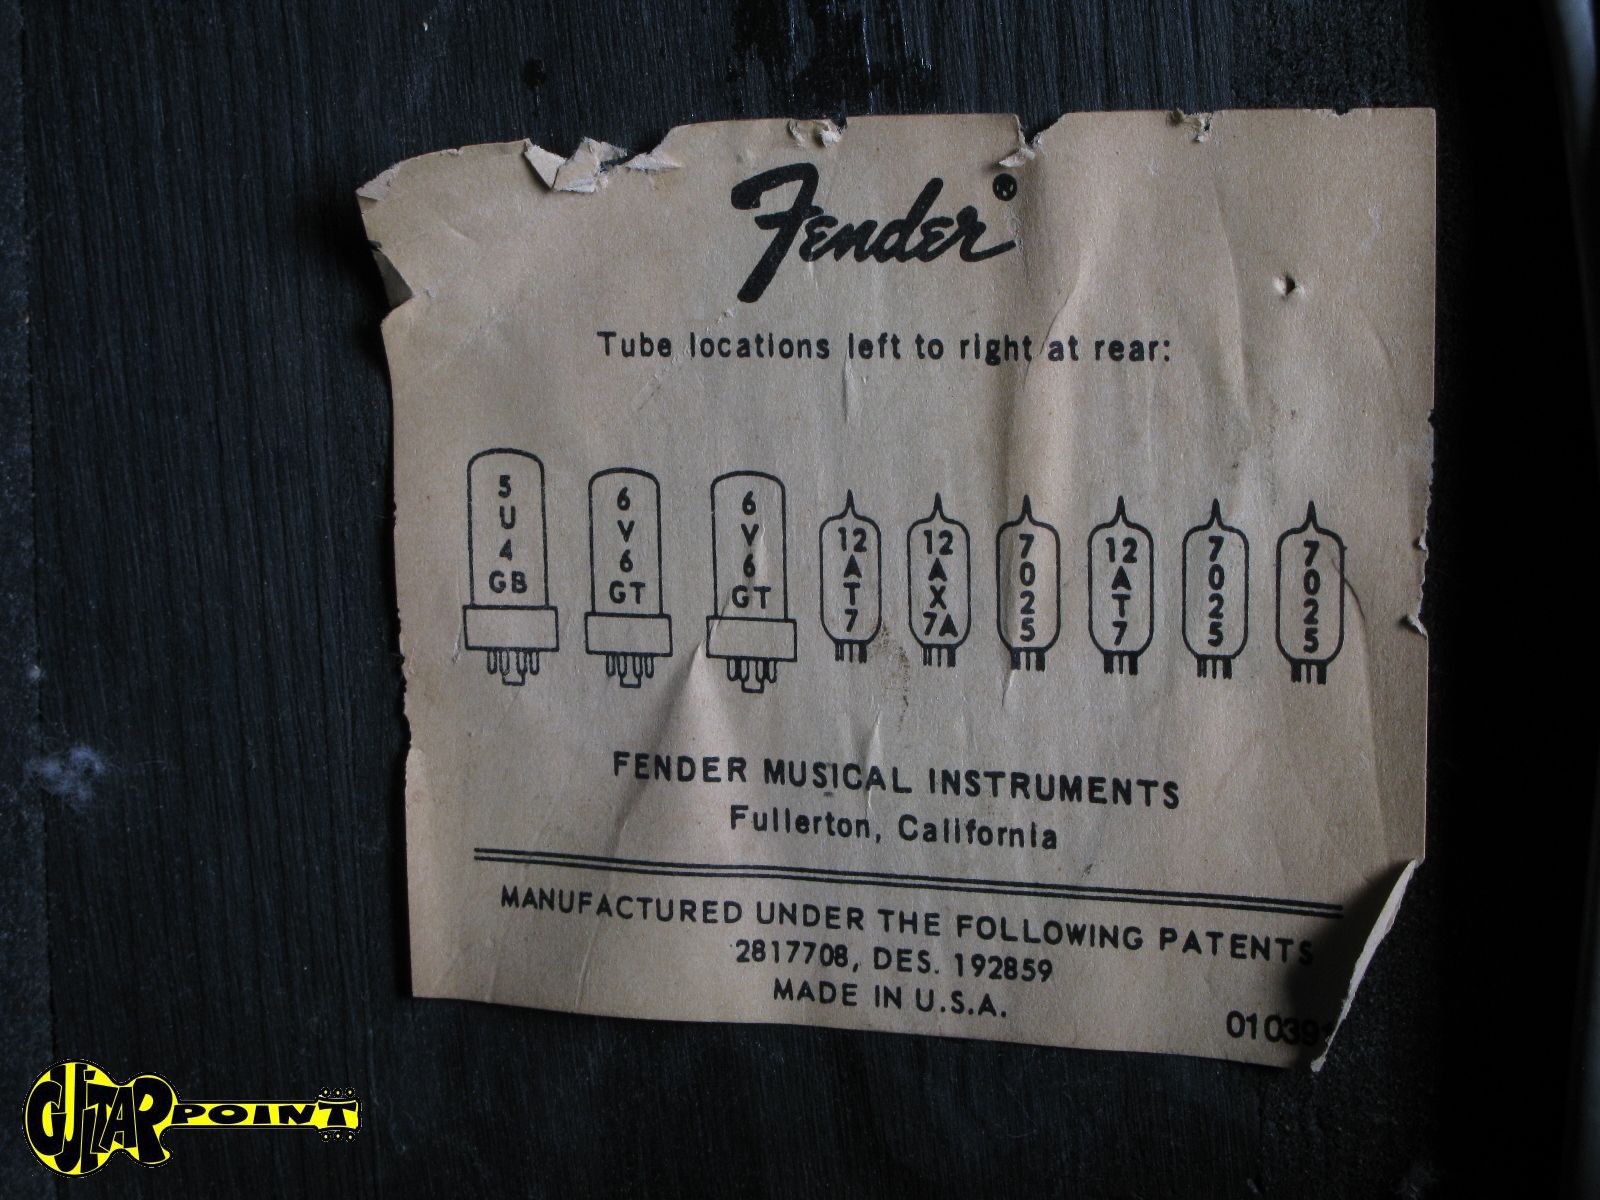 Fender®
Tube locations left to right at rear:
5U4GB 6V6GT 6V6GT 12AT7 12AX7A 7025 12AT7 7025 7025
FENDER MUSICAL INSTRUMENTS
Fullerton, California
MANUFACTURED UNDER THE FOLLOWING PATENTS
2817708, DES. 192859
MADE IN U.S.A.
GUITAR POINT